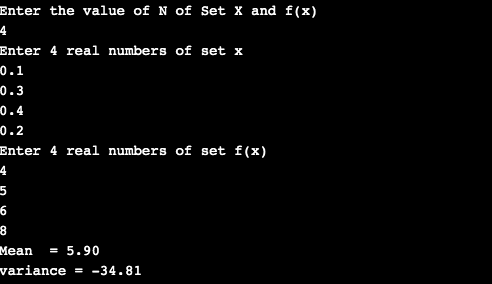 Enter the value of N of Set X and f(x)
4
Enter 4 real numbers of set x
0.1
0.3
0.4
0.2
Enter 4 real numbers of set f(x)
4
5
6
8
Mean  = 5.90
variance = -34.81